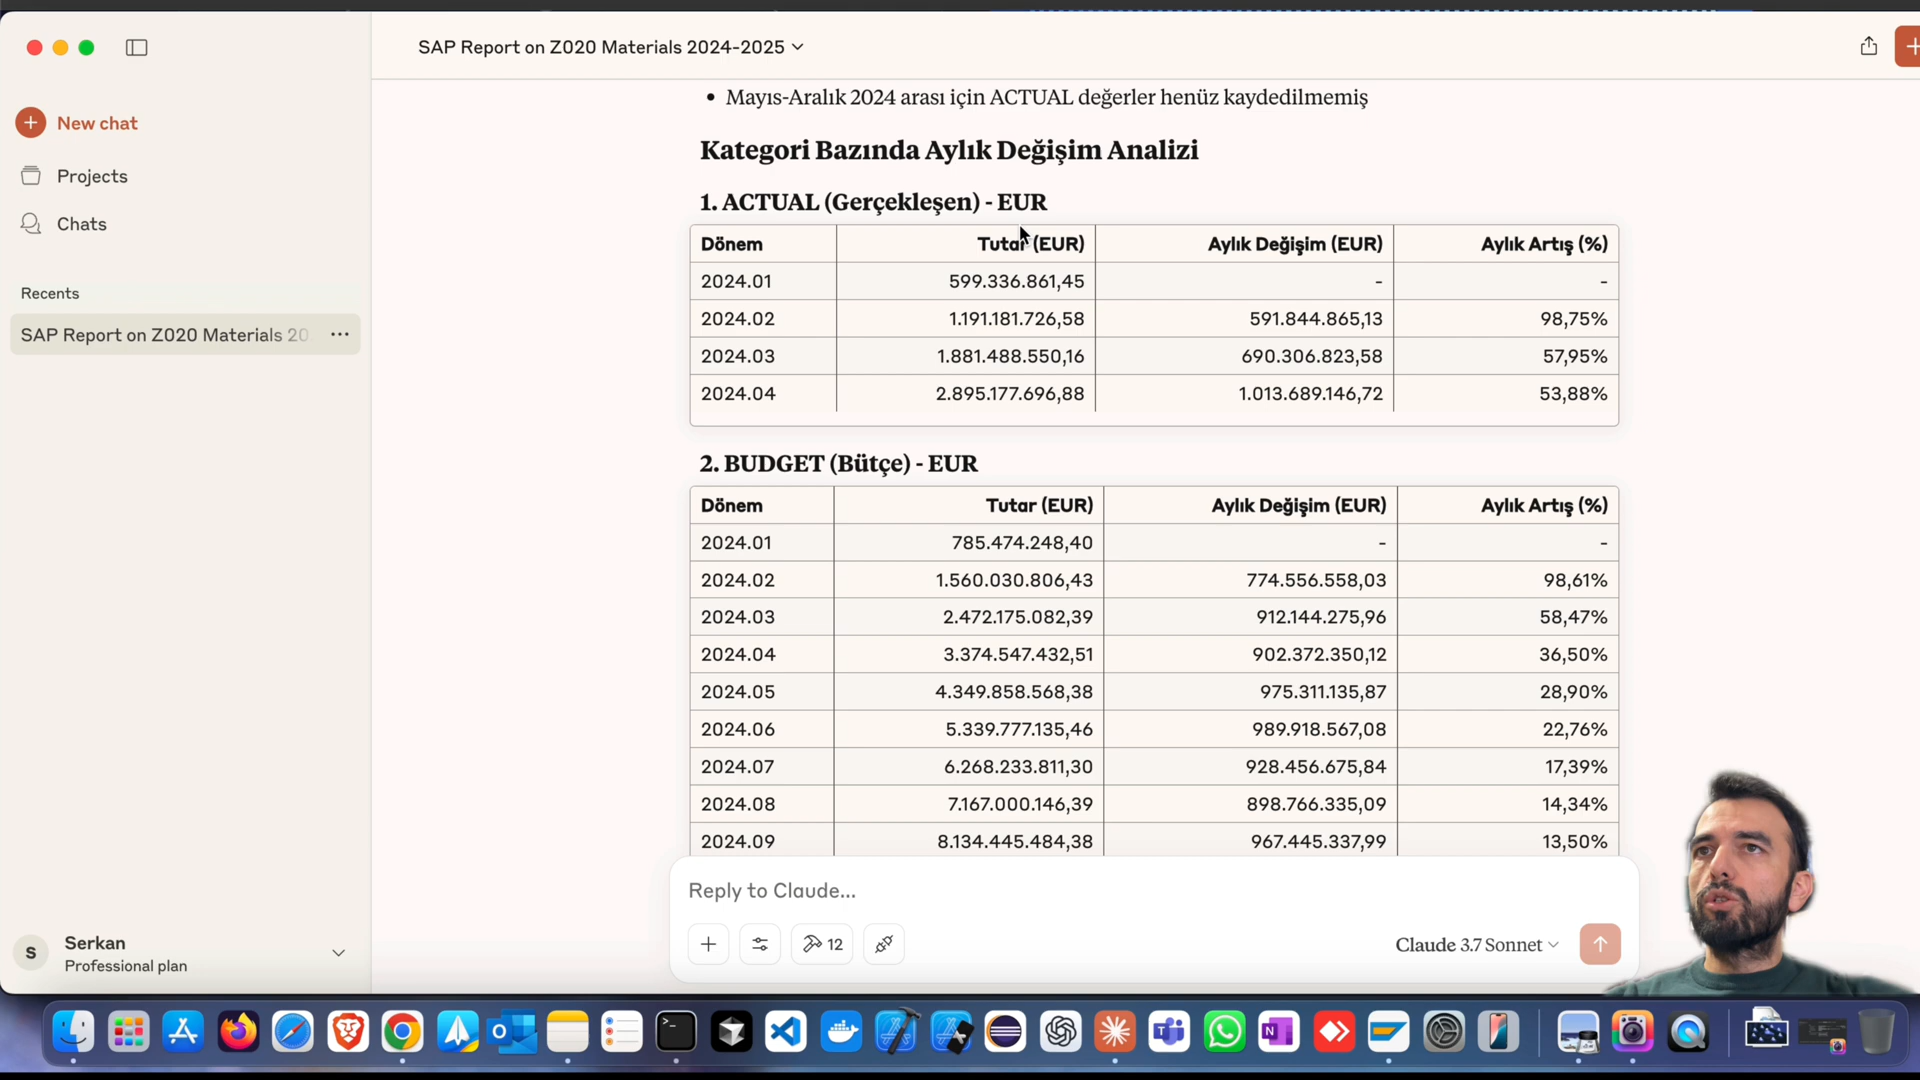 SAP Report on Z020 Materials 2024-2025
New chat
Projects
Chats
Recents
SAP Report on Z020 Materials 20
S
Serkan
Professional plan
• Mayıs-Aralık 2024 arası için ACTUAL değerler henüz kaydedilmemiş
Kategori Bazında Aylık Değişim Analizi
1. ACTUAL (Gerçekleşen) - EUR
Dönem Tutar (EUR) Aylık Değişim (EUR) Aylık Artış (%)
2024.01 599.336.861,45 - -
2024.02 1.191.181.726,58 591.844.865,13 98,75%
2024.03 1.881.488.550,16 690.306.823,58 57,95%
2024.04 2.895.177.696,88 1.013.689.146,72 53,88%
2. BUDGET (Bütçe) - EUR
Dönem Tutar (EUR) Aylık Değişim (EUR) Aylık Artış (%)
2024.01 785.474.248,40 - -
2024.02 1.560.030.806,43 774.556.558,03 98,61%
2024.03 2.472.175.082,39 912.144.275,96 58,47%
2024.04 3.374.547.432,51 902.372.350,12 36,50%
2024.05 4.349.858.568,38 975.311.135,87 28,90%
2024.06 5.339.777.135,46 989.918.567,08 22,76%
2024.07 6.268.233.811,30 928.456.675,84 17,39%
2024.08 7.167.000.146,39 898.766.335,09 14,34%
2024.09 8.134.445.484,38 967.445.337,99 13,50%
Reply to Claude...
12
Claude 3.7 Sonnet